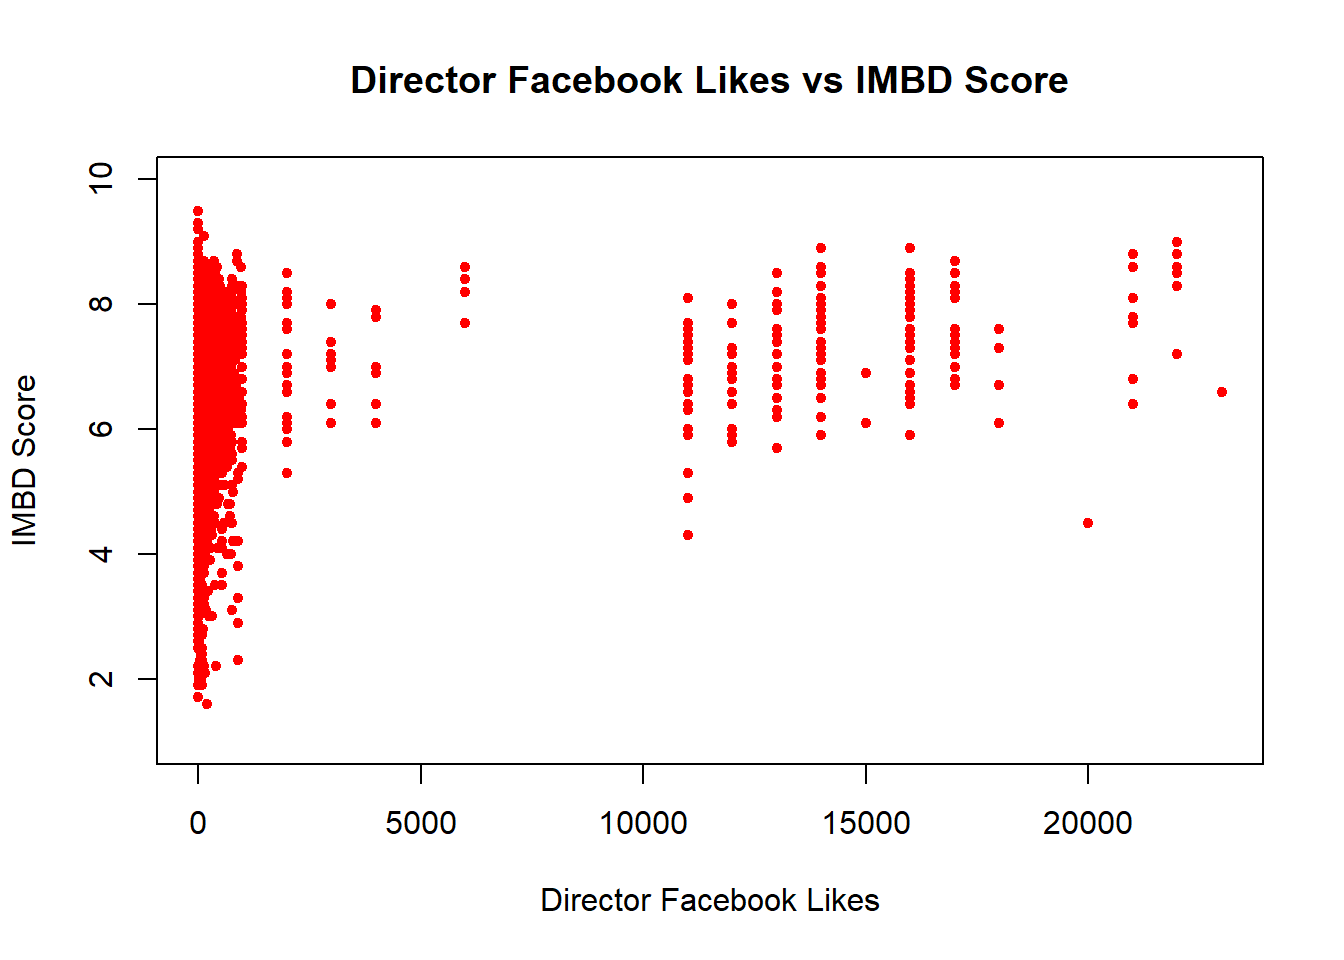 Director Facebook Likes vs IMBD Score
IMBD Score
10
8
6
4
2
0 5000 10000 15000 20000
Director Facebook Likes